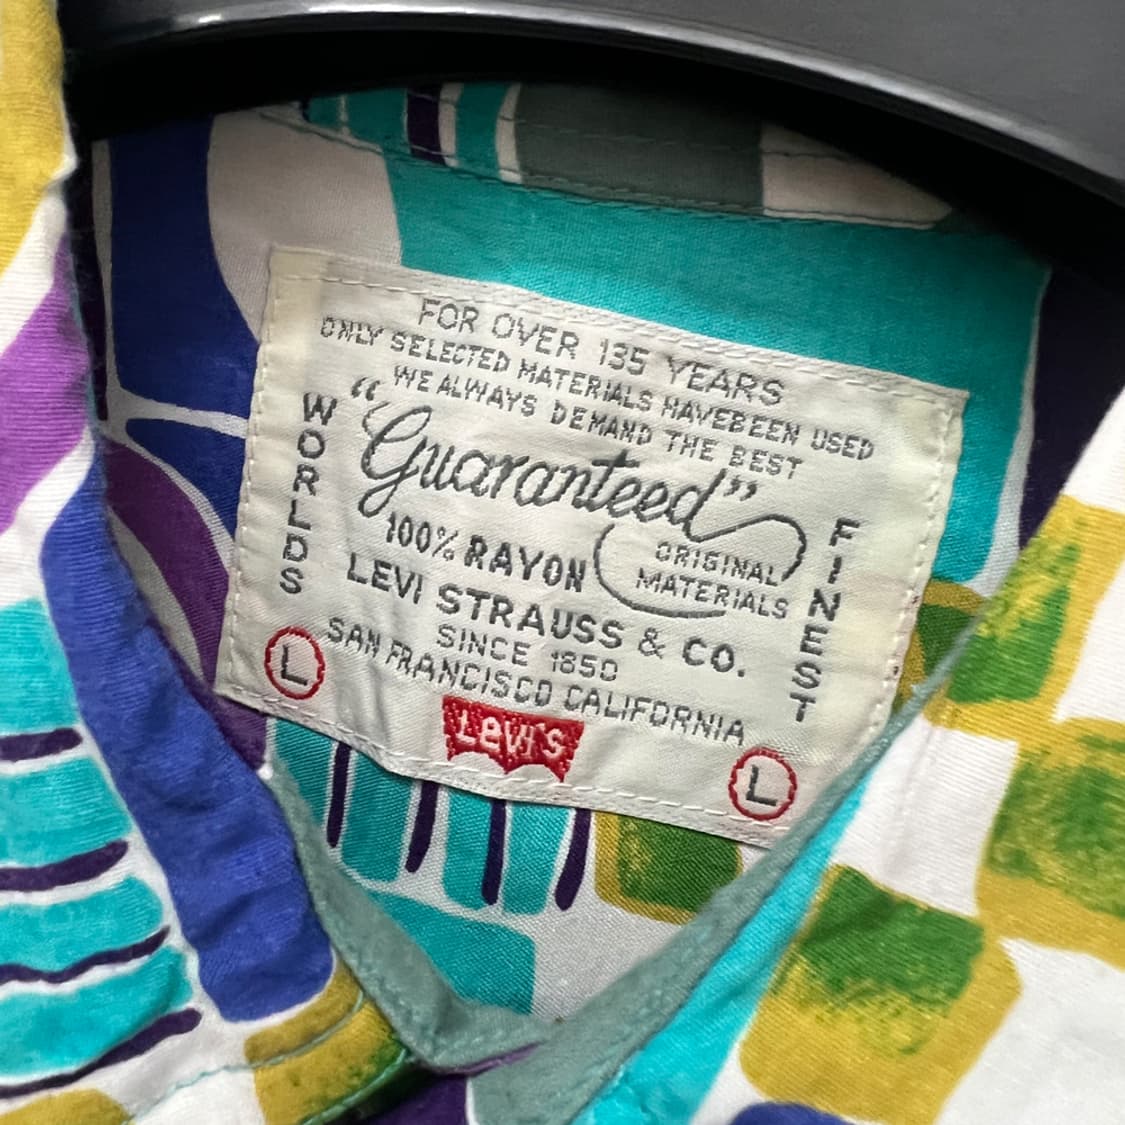 FOR OVER 135 YEARS
ONLY SELECTED MATERIALS HAVEBEEN USED
WE ALWAYS DEMAND THE BEST
WORLDS
"Guaranteed"
FINEST
100% RAYON
ORIGINAL
MATERIALS
LEVI STRAUSS & CO.
SINCE 1850
SAN FRANCISCO CALIFORNIA
L
LEVI'S
L